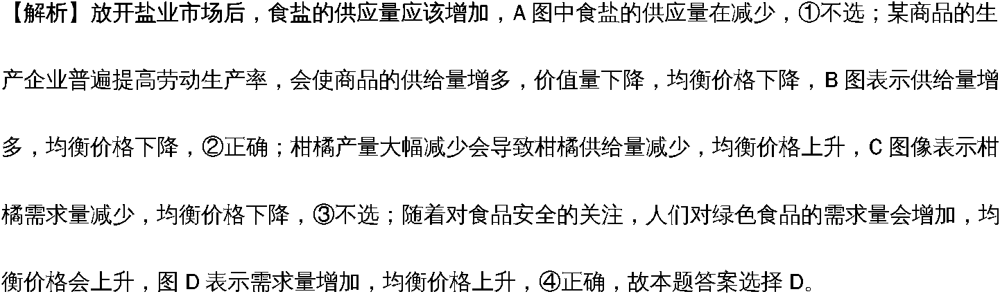 【解析】放开盐业市场后，食盐的供应量应该增加，A 图中食盐的供应量在减少，①不选；某商品的生
产企业普遍提高劳动生产率，会使商品的供给量增多，价值量下降，均衡价格下降，B 图表示供给量增
多，均衡价格下降，②正确；柑橘产量大幅减少会导致柑橘供给量减少，均衡价格上升，C 图像表示柑
橘需求量减少，均衡价格下降，③不选；随着对食品安全的关注，人们对绿色食品的需求量会增加，均
衡价格会上升，图 D 表示需求量增加，均衡价格上升，④正确，故本题答案选择 D。